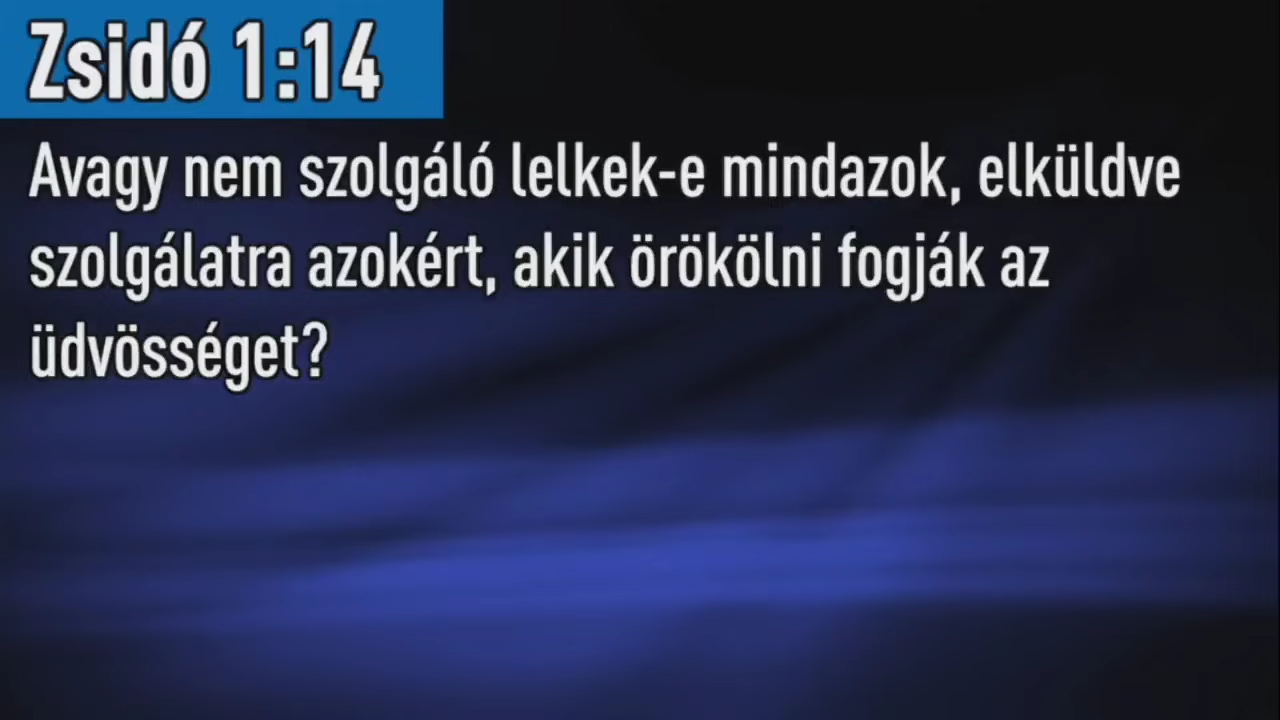 Zsidó 1:14
Avagy nem szolgáló lelkek-e mindazok, elküldve
szolgálatra azokért, akik örökölni fogják az
üdvösséget?